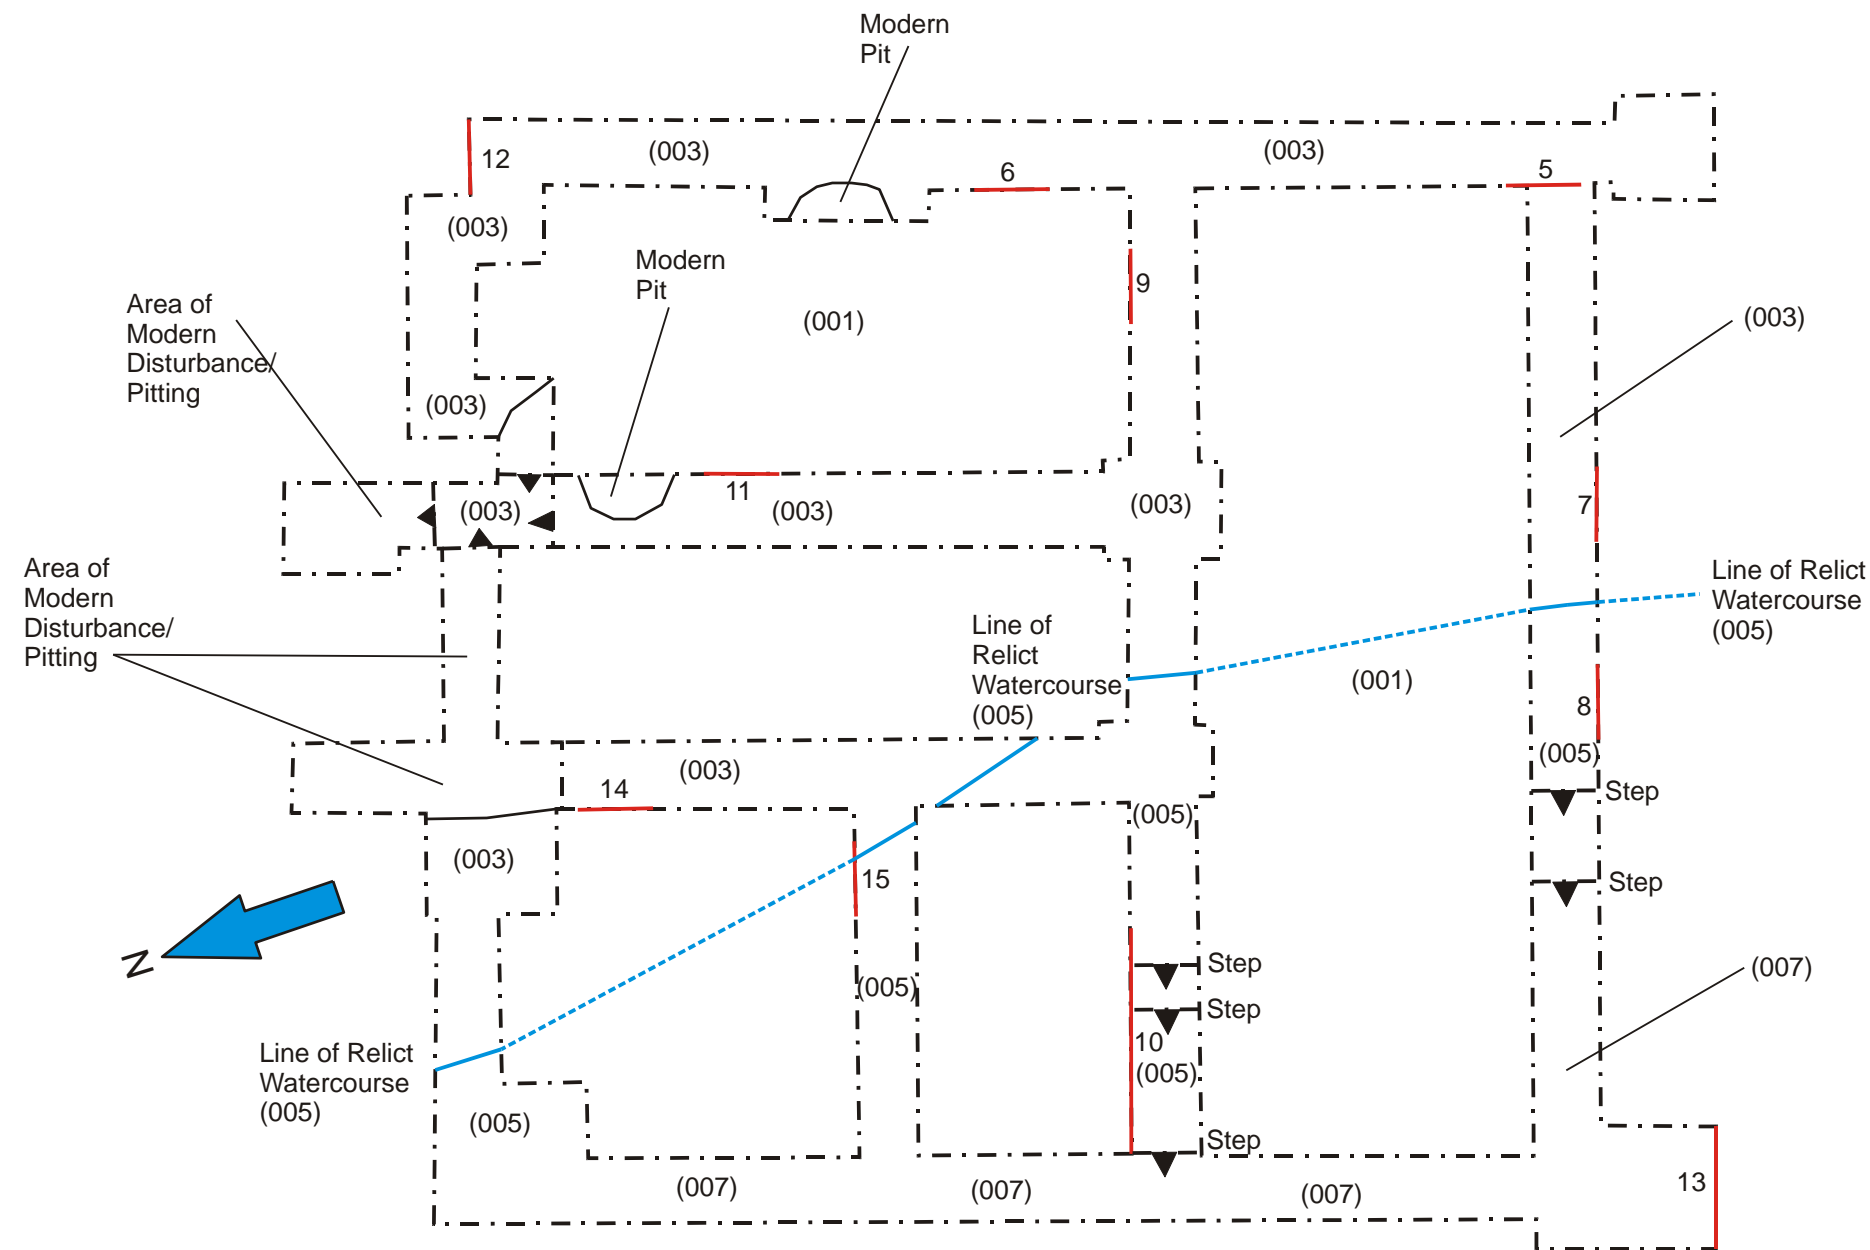 Modern
Pit
12
(003)
(003)
6
5
(003)
Modern
Pit
9
(001)
Area of
Modern
Disturbance/
Pitting
(003)
(003)
11
(003)
(003)
(003)
7
Area of
Modern
Disturbance/
Pitting
Line of Relict
Watercourse
(005)
Line of
Relict
Watercourse
(005)
(001)
8
(005)
(003)
14
Step
(005)
(003)
15
Step
N
Step
(005)
(007)
Step
10
(005)
Line of Relict
Watercourse
(005)
(005)
Step
(007)
(007)
(007)
13